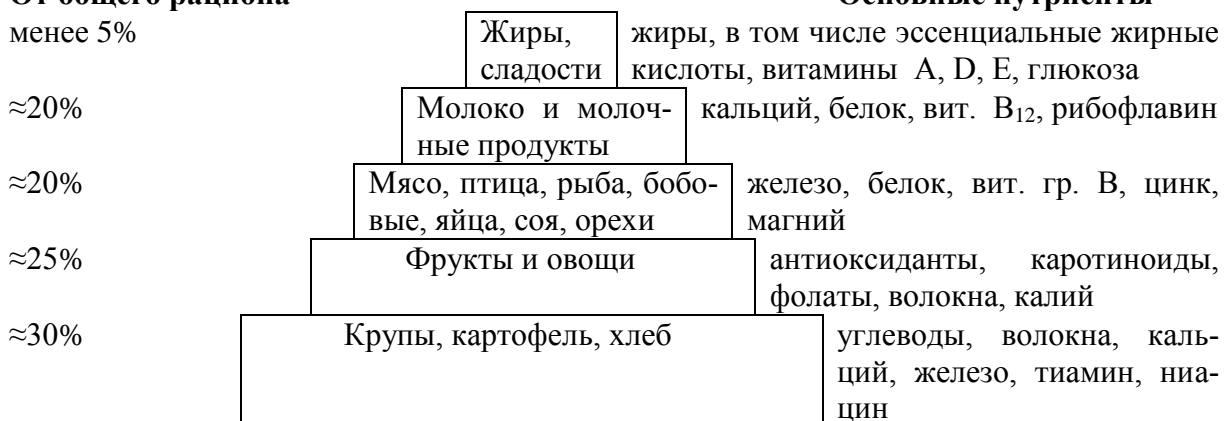 От общего рациона Основные нутриенты
менее 5% Жиры, жиры, в том числе эссенциальные жирные
сладости кислоты, витамины А, D, Е, глюкоза
≈20% Молоко и молоч- кальций, белок, вит. В12, рибофлавин
ные продукты
≈20% Мясо, птица, рыба, бобо- железо, белок, вит. гр. В, цинк,
вые, яйца, соя, орехи магний
≈25% Фрукты и овощи антиоксиданты, каротиноиды,
фолаты, волокна, калий
≈30% Крупы, картофель, хлеб углеводы, волокна, каль-
ций, железо, тиамин, ниа-
цин